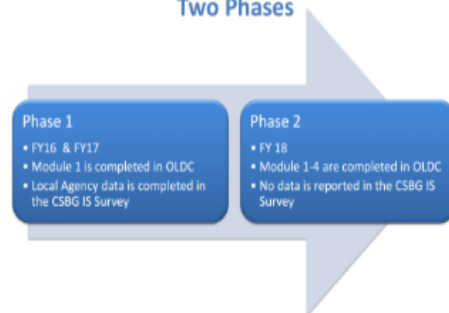 Two Phases
Phase 1
• FY16 & FY17
• Module 1 is completed in OLDC
• Local Agency data is completed in
the CSBG IS Survey
Phase 2
• FY 18
• Module 1-4 are completed in OLDC
• No data is reported in the CSBG IS
Survey